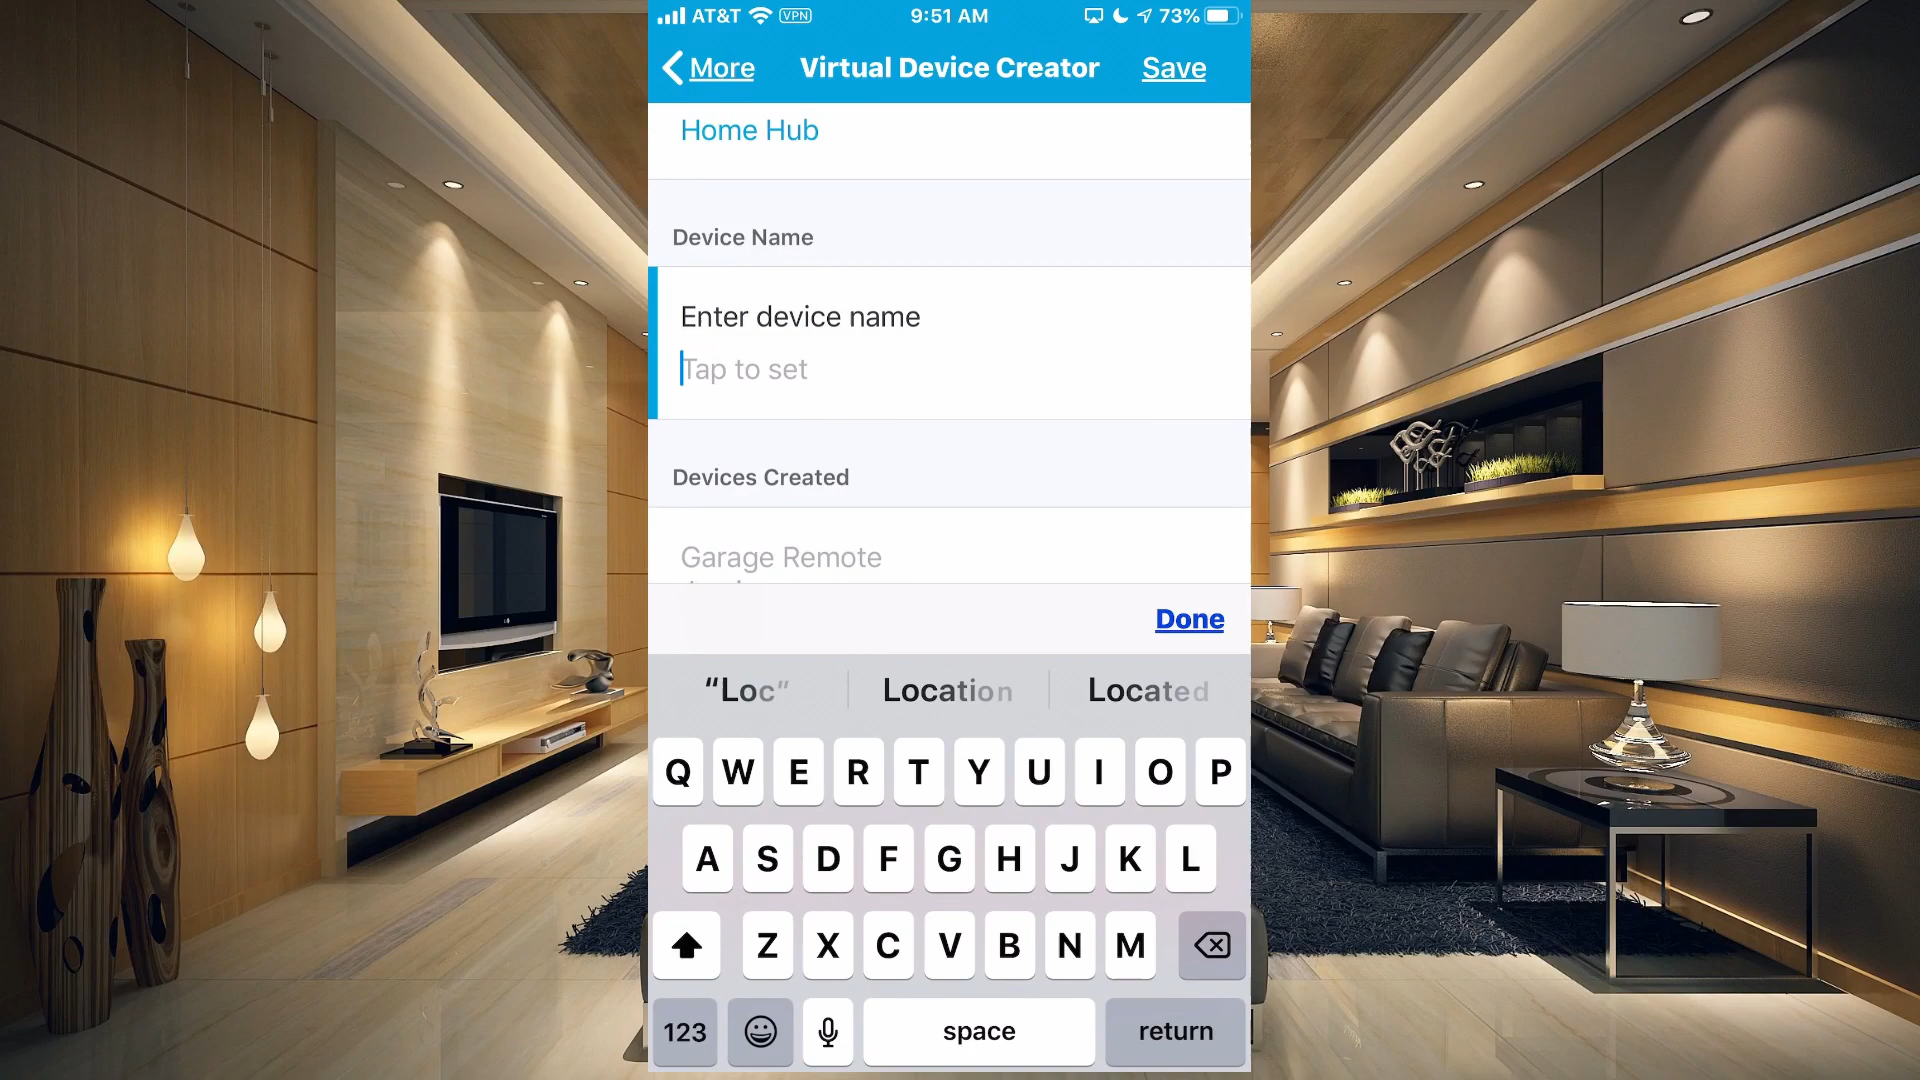 AT&T VPN 9:51 AM 73%
More Virtual Device Creator Save
Home Hub
Device Name
Enter device name
Tap to set
Devices Created
Garage Remote
Done
“Loc” Location Located
Q W E R T Y U I O P
A S D F G H J K L
Z X C V B N M
123 space return